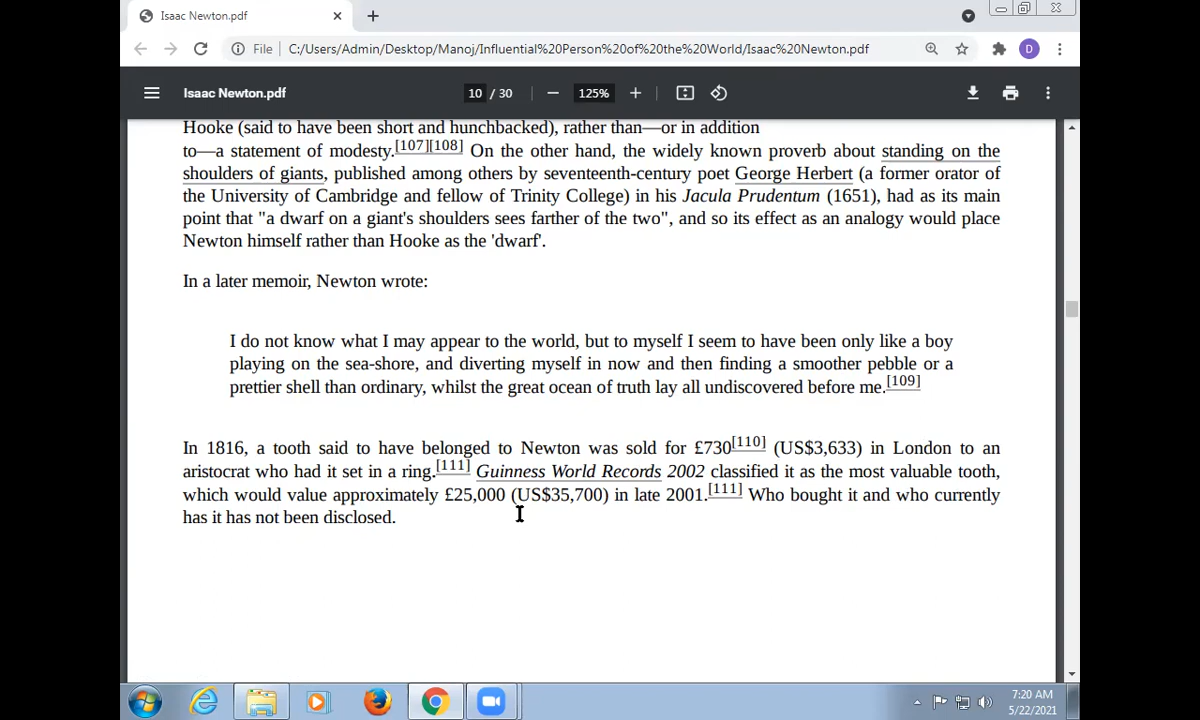 Isaac Newton.pdf
File
C:/Users/Admin/Desktop/Manoj/Influential%20Person%20of%20the%20World/Isaac%20Newton.pdf
D
Isaac Newton.pdf
10 / 30
125%
Hooke (said to have been short and hunchbacked), rather than—or in addition
to—a statement of modesty.[107][108] On the other hand, the widely known proverb about standing on the
shoulders of giants, published among others by seventeenth-century poet George Herbert (a former orator of
the University of Cambridge and fellow of Trinity College) in his Jacula Prudentum (1651), had as its main
point that "a dwarf on a giant's shoulders sees farther of the two", and so its effect as an analogy would place
Newton himself rather than Hooke as the 'dwarf'.
In a later memoir, Newton wrote:
I do not know what I may appear to the world, but to myself I seem to have been only like a boy
playing on the sea-shore, and diverting myself in now and then finding a smoother pebble or a
prettier shell than ordinary, whilst the great ocean of truth lay all undiscovered before me.[109]
In 1816, a tooth said to have belonged to Newton was sold for £730[110] (US$3,633) in London to an
aristocrat who had it set in a ring.[111] Guinness World Records 2002 classified it as the most valuable tooth,
which would value approximately £25,000 (US$35,700) in late 2001.[111] Who bought it and who currently
has it has not been disclosed.
7:20 AM
5/22/2021